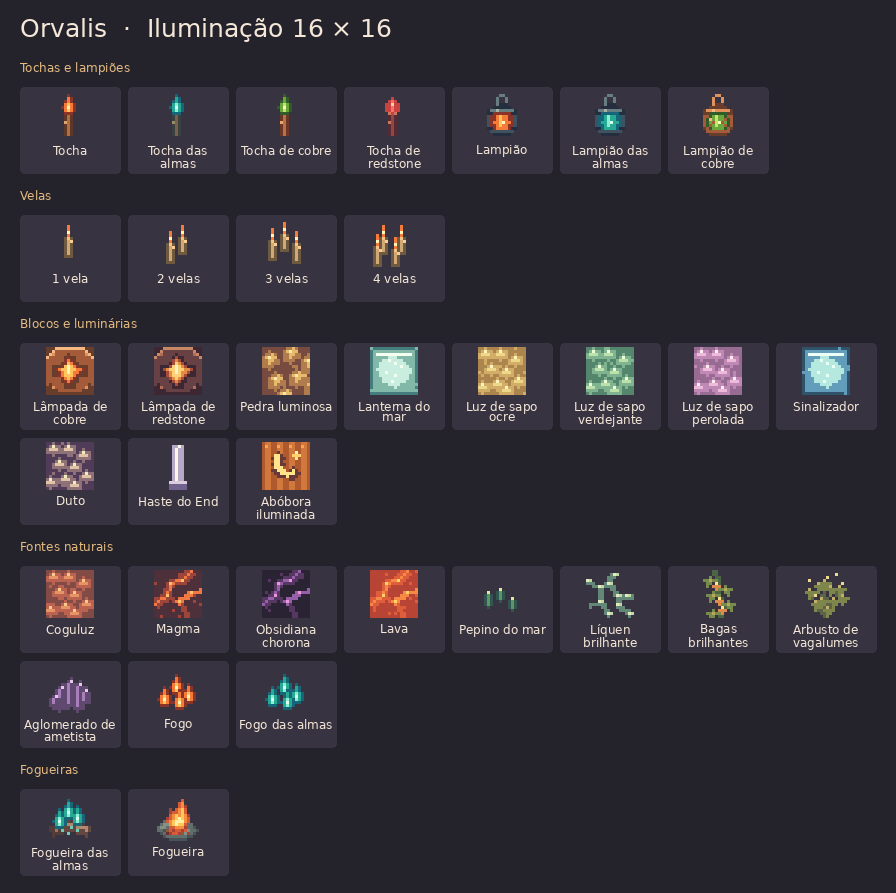 Orvalis · Iluminação 16 × 16
Tochas e lampiões
Tocha
Tocha das
almas
Tocha de cobre
Tocha de
redstone
Lampião
Lampião das
almas
Lampião de
cobre
Velas
1 vela
2 velas
3 velas
4 velas
Blocos e luminárias
Lâmpada de
cobre
Lâmpada de
redstone
Pedra luminosa
Lanterna do
mar
Luz de sapo
ocre
Luz de sapo
verdejante
Luz de sapo
perolada
Sinalizador
Duto
Haste do End
Abóbora
iluminada
Fontes naturais
Coguluz
Magma
Obsidiana
chorona
Lava
Pepino do mar
Líquen
brilhante
Bagas
brilhantes
Arbusto de
vagalumes
Aglomerado de
ametista
Fogo
Fogo das almas
Fogueiras
Fogueira das
almas
Fogueira